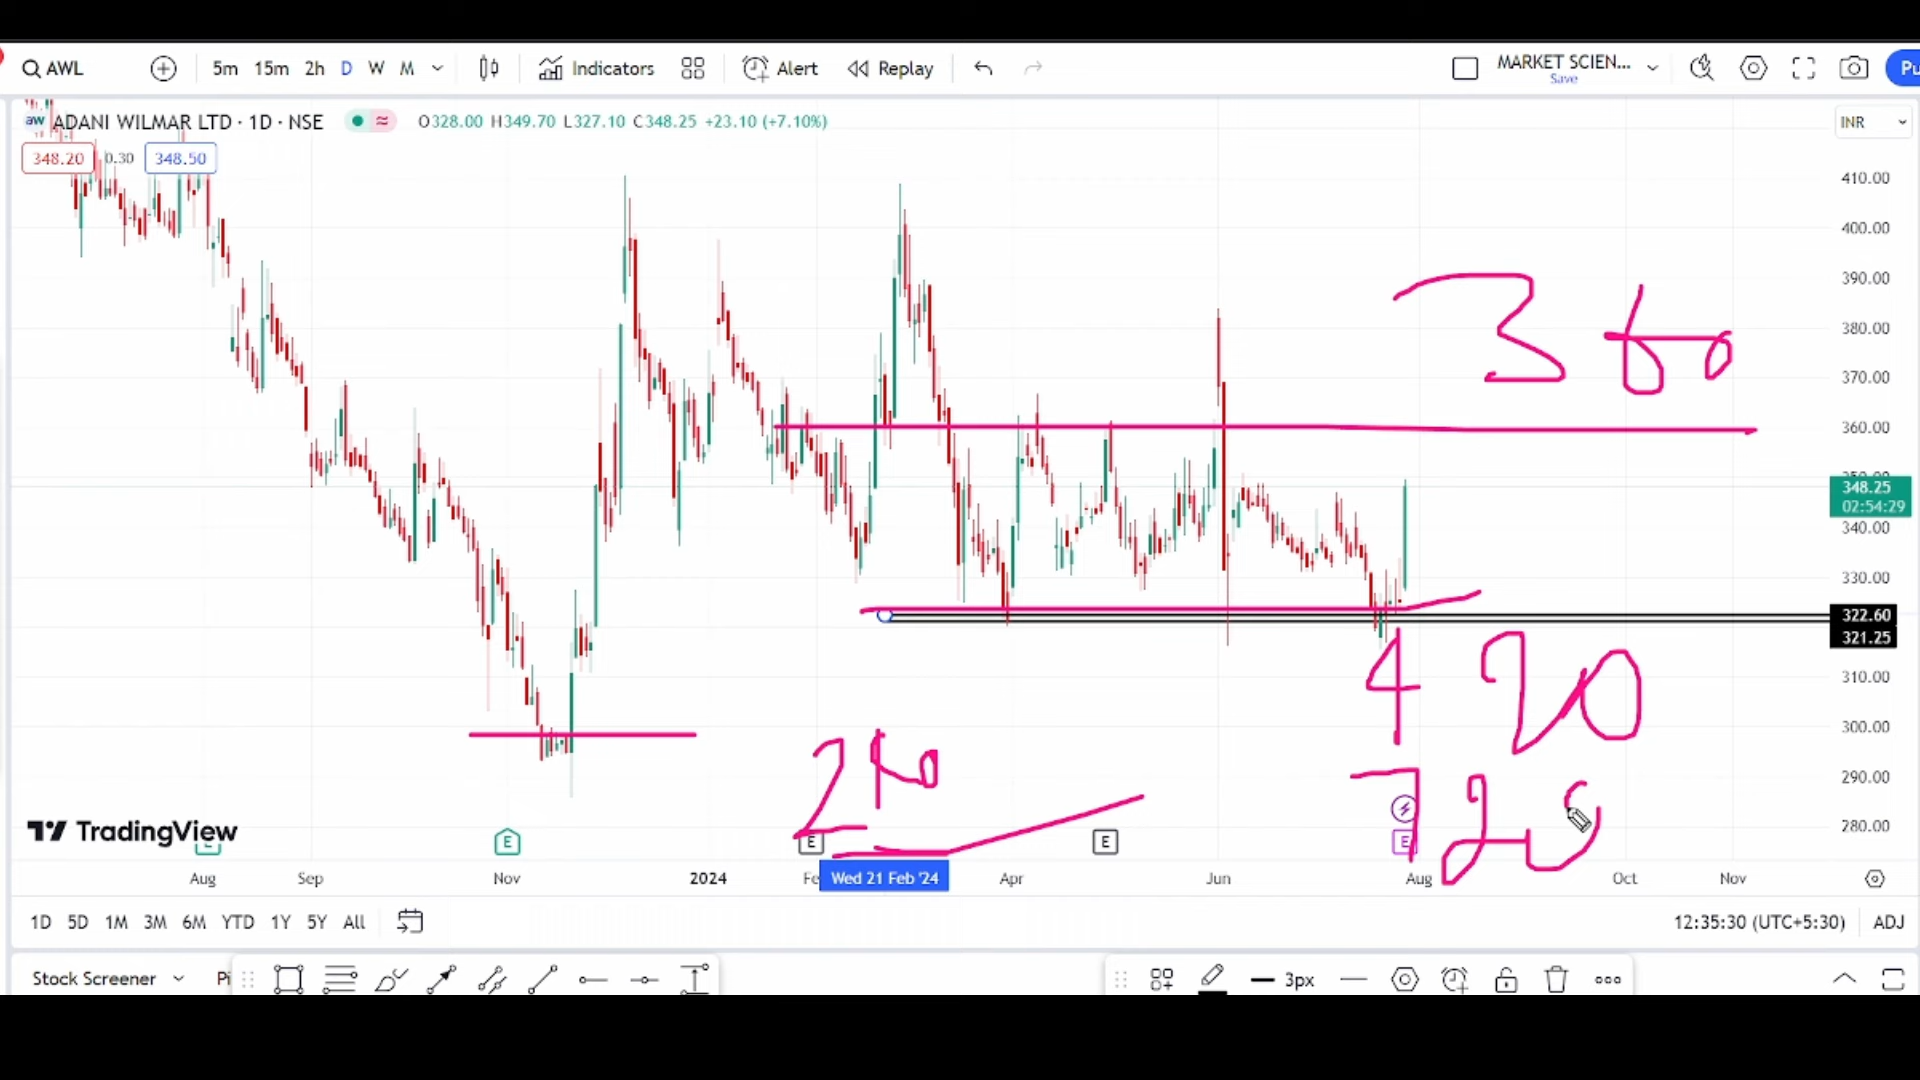 AWL 5m 15m 2h D W M Indicators Alert Replay MARKET SCIEN... Save Pu
aw ADANI WILMAR LTD · 1D · NSE O328.00 H349.70 L327.10 C348.25 +23.10 (+7.10%) INR
348.20 0.30 348.50
410.00
400.00
390.00
380.00
370.00
360.00
348.25
02:54:29
340.00
330.00
322.60
321.25
310.00
300.00
290.00
280.00
420
TradingView
E E E E E
Aug Sep Nov 2024 Fe Wed 21 Feb '24 Apr Jun Aug Oct Nov
1D 5D 1M 3M 6M YTD 1Y 5Y All 12:35:30 (UTC+5:30) ADJ
Stock Screener Pi 3px